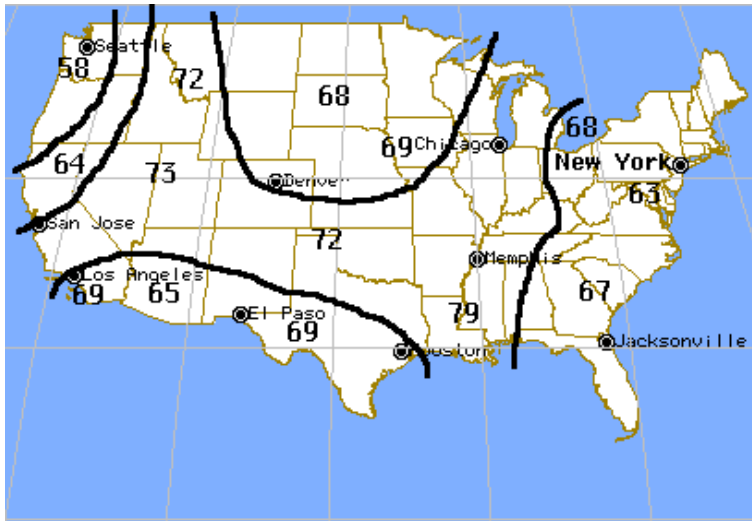 Seattle
58
72
68
68
69
Chicago
64
73
New York
Denver
63
San Jose
72
Memphis
Los Angeles
69
65
67
79
El Paso
69
Jacksonville
Houston